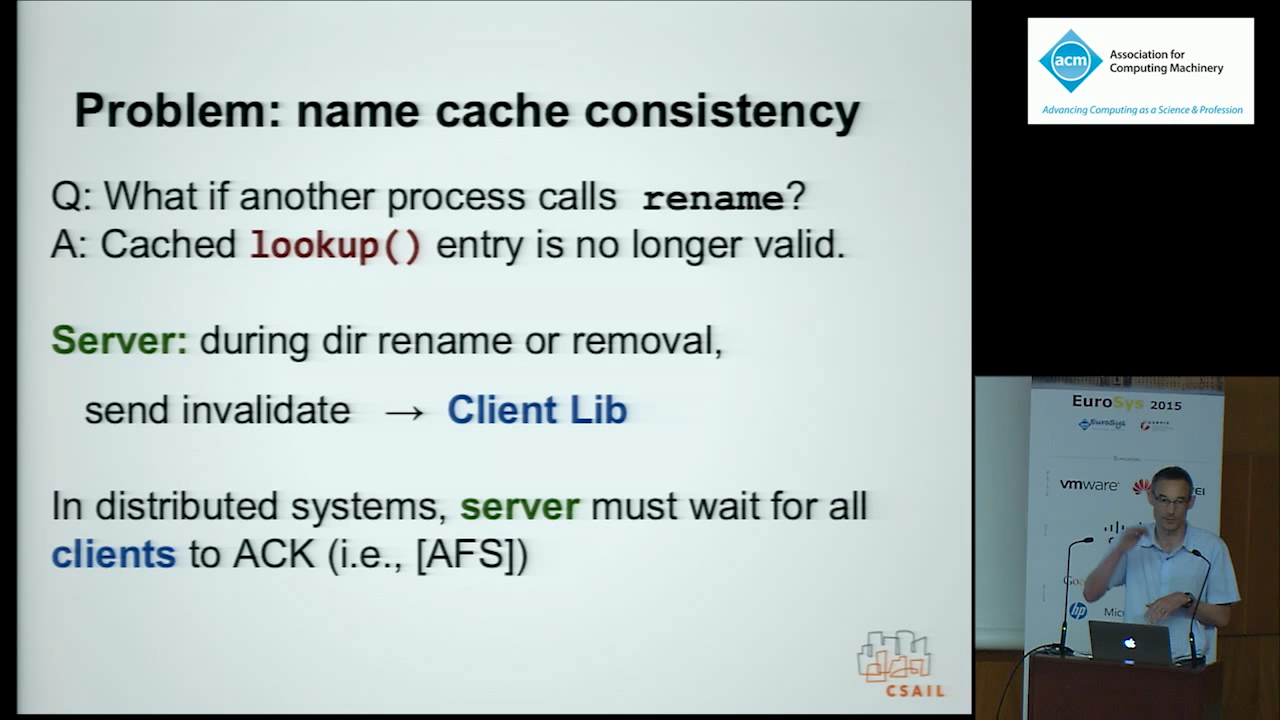 Problem: name cache consistency
Q: What if another process calls rename?
A: Cached lookup() entry is no longer valid.
Server: during dir rename or removal,
send invalidate → Client Lib
In distributed systems, server must wait for all
clients to ACK (i.e., [AFS])
CSAIL
acm
Association for
Computing Machinery
Advancing Computing as a Science & Profession
EuroSys 2015
EuroSys
vmware
hp